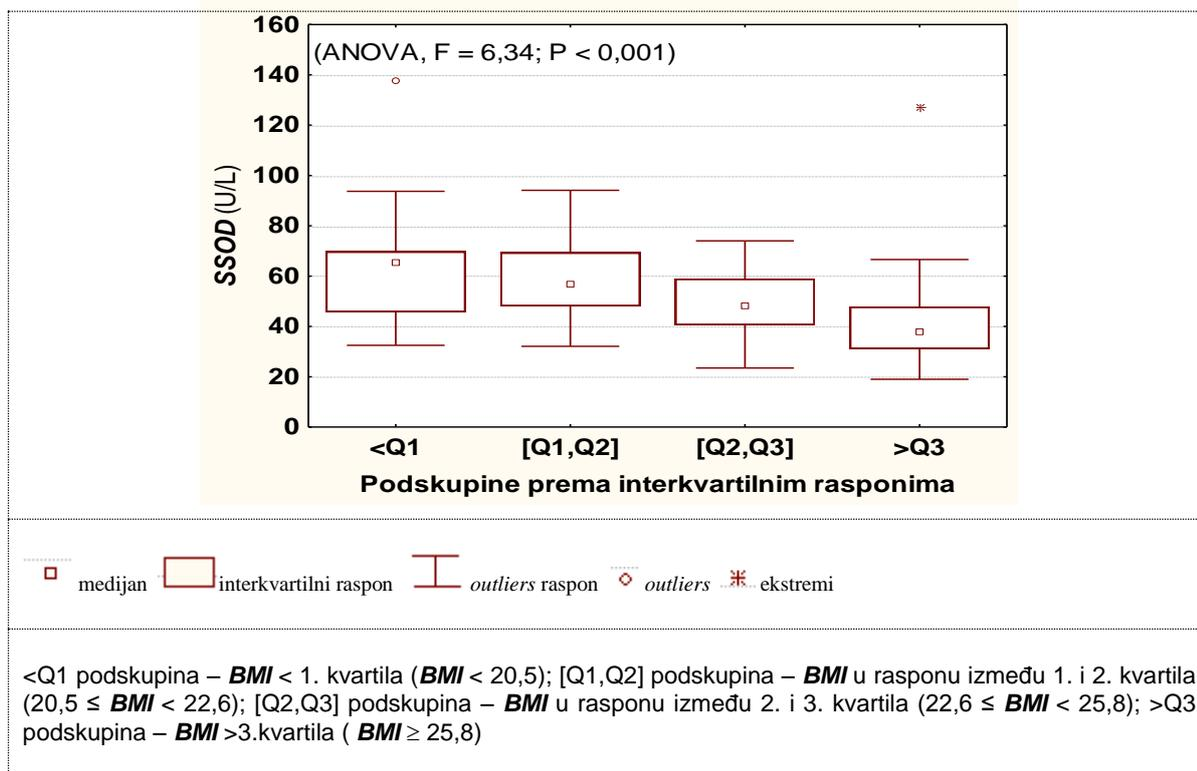 160
(ANOVA, F = 6,34; P < 0,001)
140
120
100
80
60
40
20
0
SSOD (U/L)
<Q1 [Q1,Q2] [Q2,Q3] >Q3
Podskupine prema interkvartilnim rasponima
medijan interkvartilni raspon outliers raspon outliers ekstremi
<Q1 podskupina – BMI < 1. kvartila (BMI < 20,5); [Q1,Q2] podskupina – BMI u rasponu između 1. i 2. kvartila
(20,5 ≤ BMI < 22,6); [Q2,Q3] podskupina – BMI u rasponu između 2. i 3. kvartila (22,6 ≤ BMI < 25,8); >Q3
podskupina – BMI >3.kvartila ( BMI ≥ 25,8)